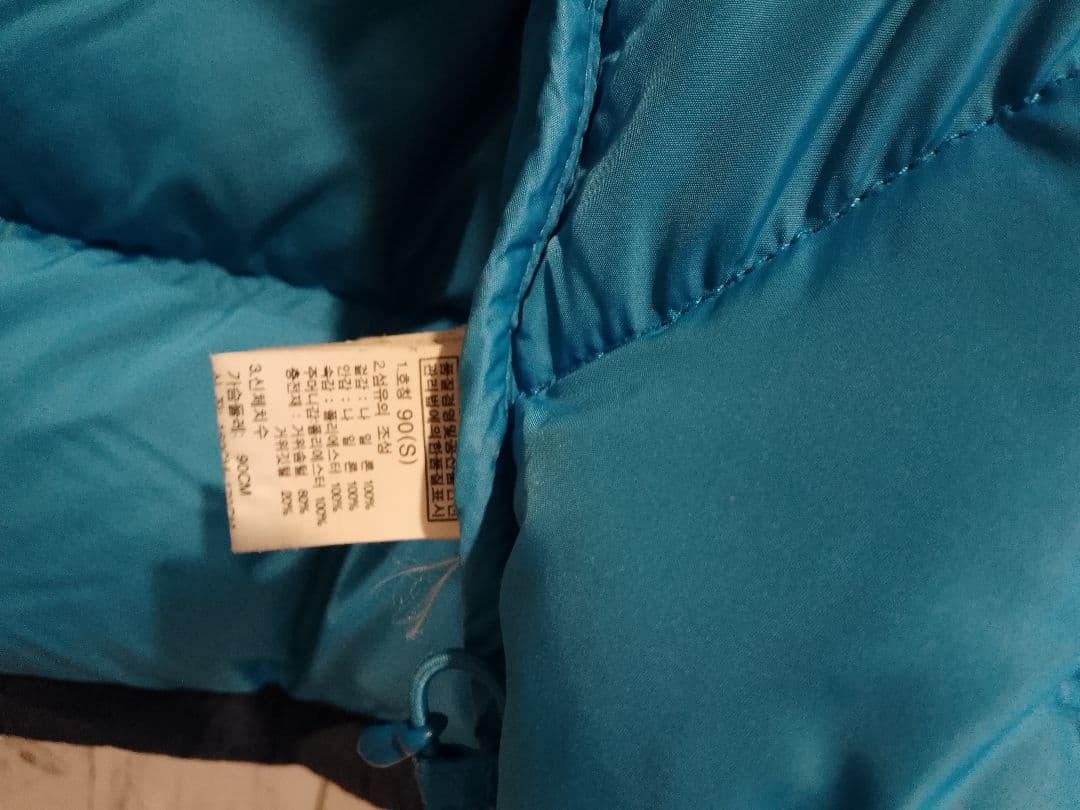 품질경영및공산품안전
관리법에의한품질표시
1.호칭 90(S)
2.섬유의 조성
겉감 : 나 일 론 100%
안감 : 나 일 론 100%
속감 : 폴리에스터 100%
주머니감:폴리에스터 100%
충전재 : 거위솜털 80%
거위깃털 20%
3.신체치수
가슴둘레: 90CM